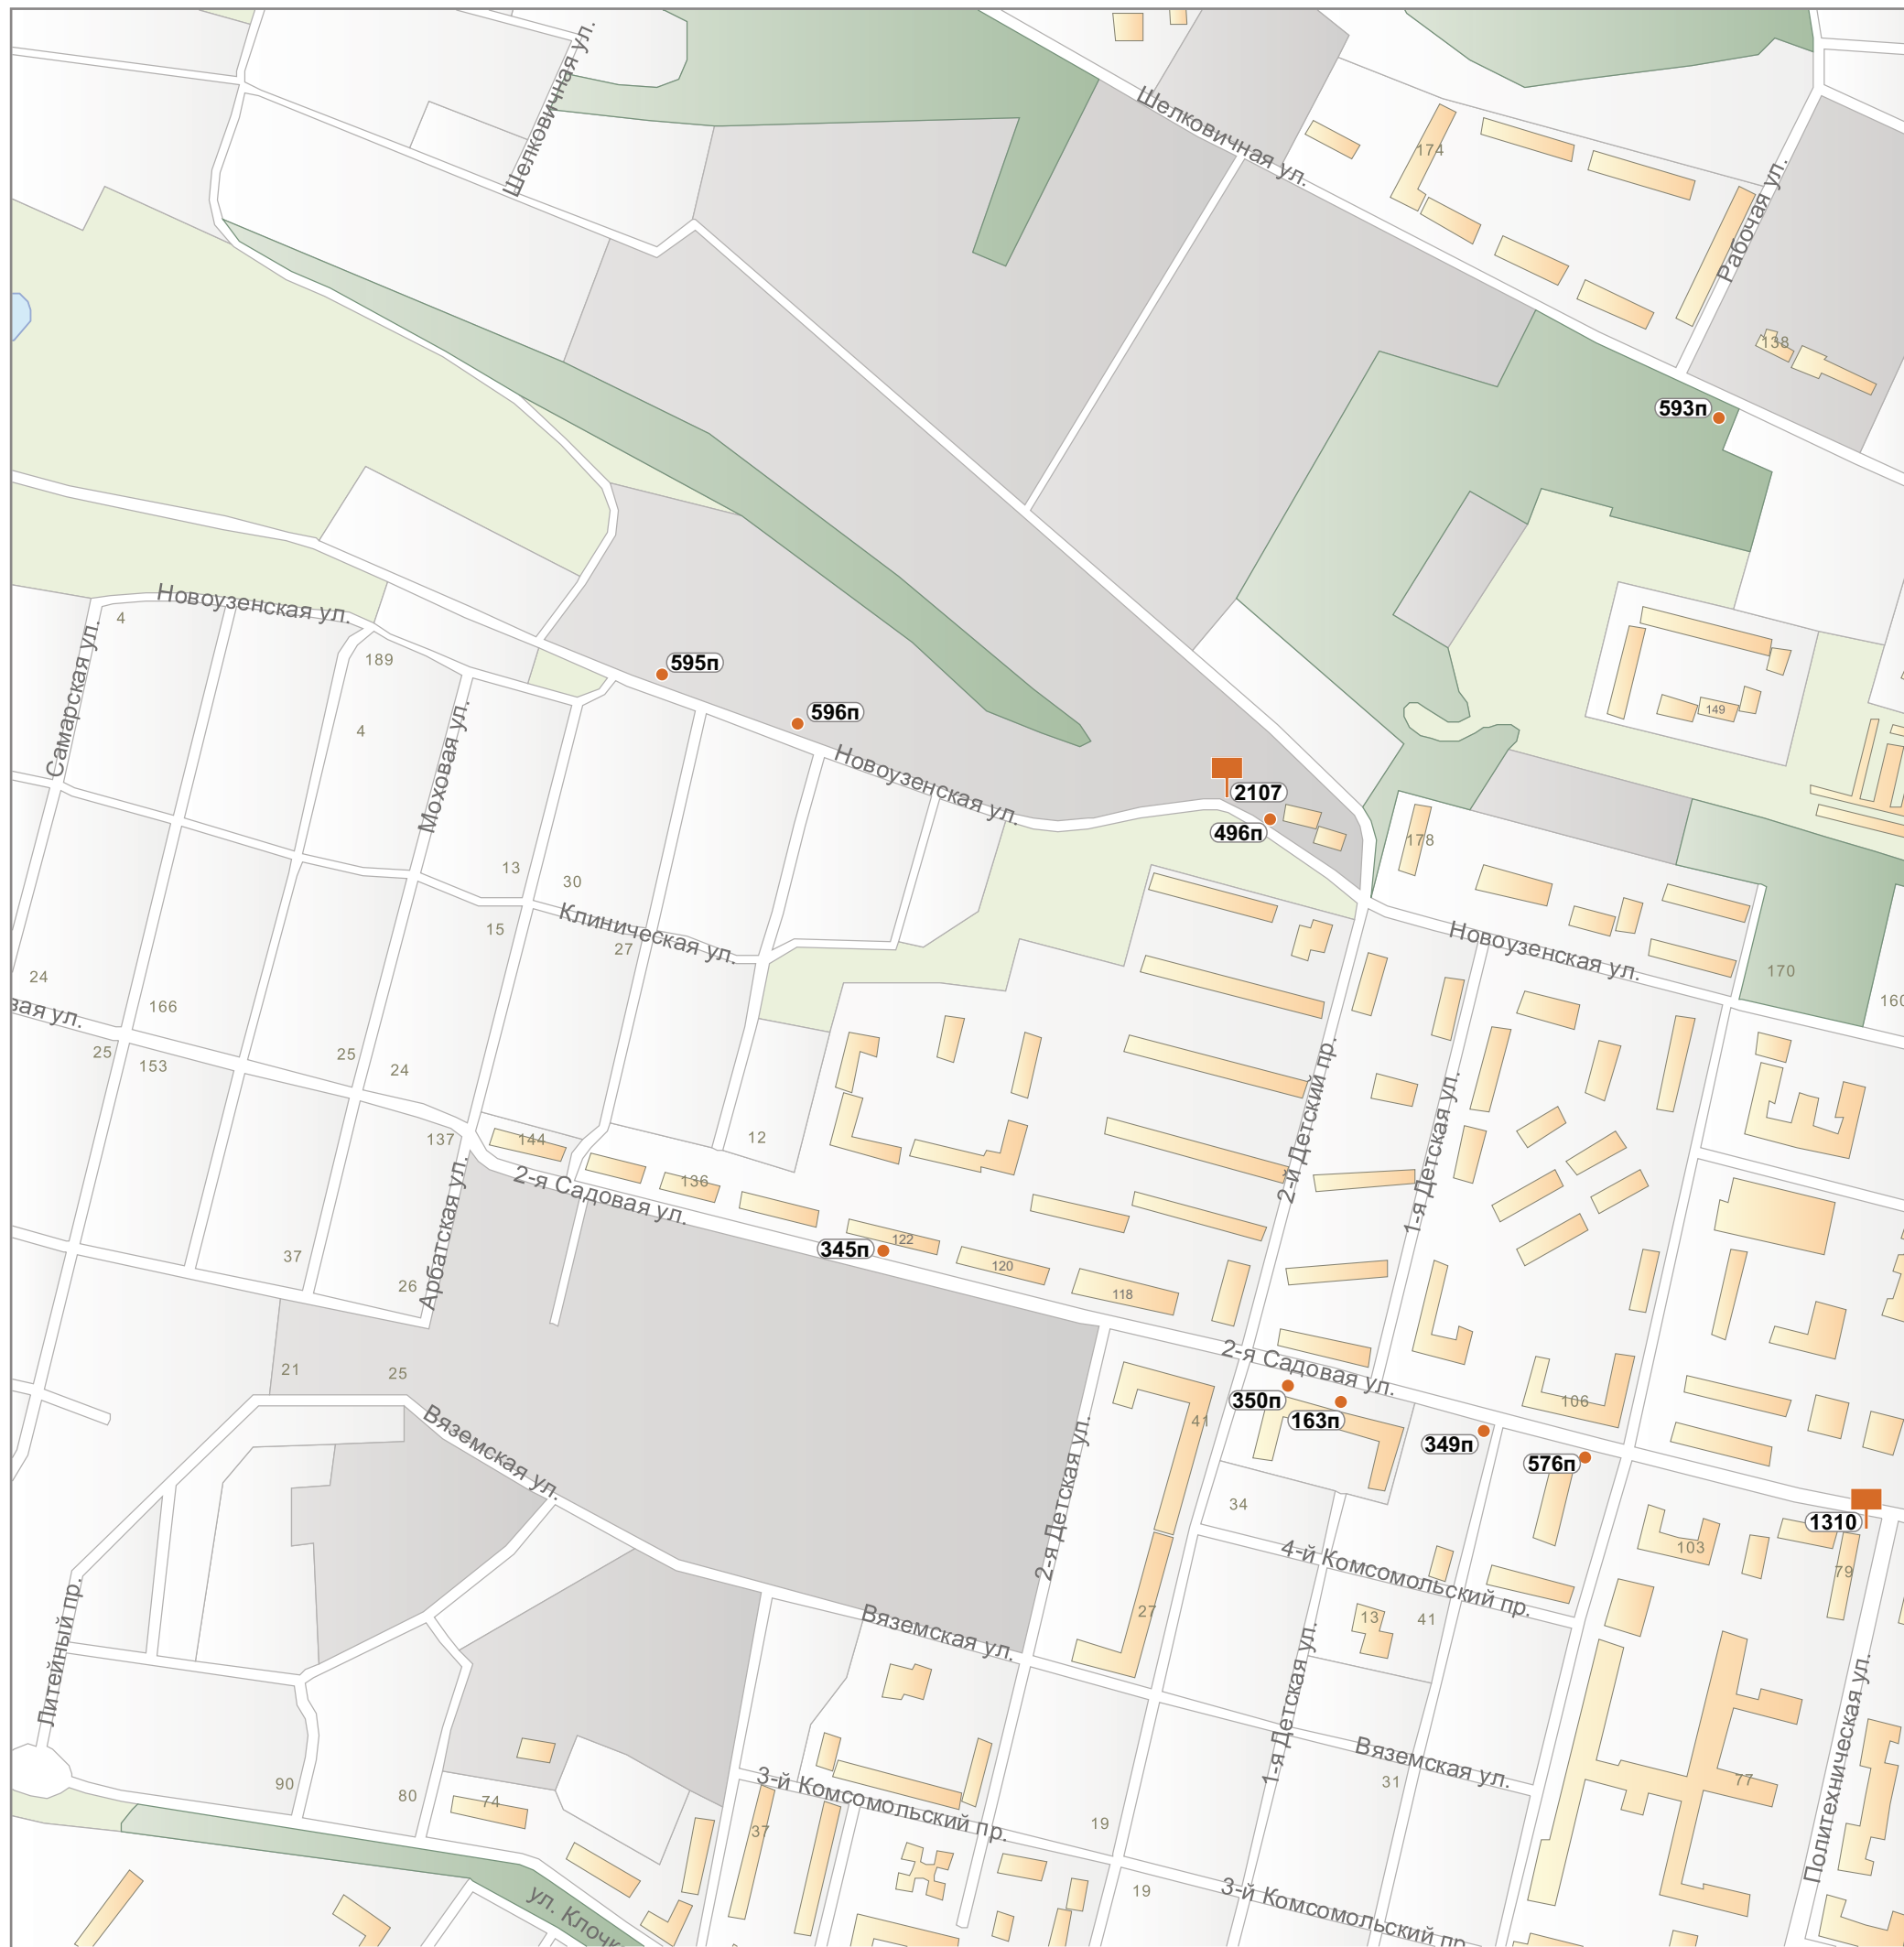 Шелковичная ул.
Шелковичная ул.
174
Рабочая ул.
138
593п
Новоузенская ул.
4
Самарская ул.
189
595п
4
596п
149
Моховая ул.
Новоузенская ул.
2107
496п
178
13
30
Клиническая ул.
15
27
Новоузенская ул.
170
160
24
166
вая ул.
25
153
25
24
2-й Детский пр.
1-я Детская ул.
137
144
12
136
2-я Садовая ул.
Арбатская ул.
122
345п
37
120
26
118
21
25
2-я Садовая ул.
350п
163п
106
Вяземская ул.
41
349п
576п
2-я Детская ул.
34
1310
4-й Комсомольский пр.
103
79
Литейный пр.
27
13
41
Вяземская ул.
1-я Детская ул.
Политехническая ул.
90
80
74
3-й Комсомольский пр.
Вяземская ул.
31
77
37
19
19
3-й Комсомольский пр.
ул. Клочк